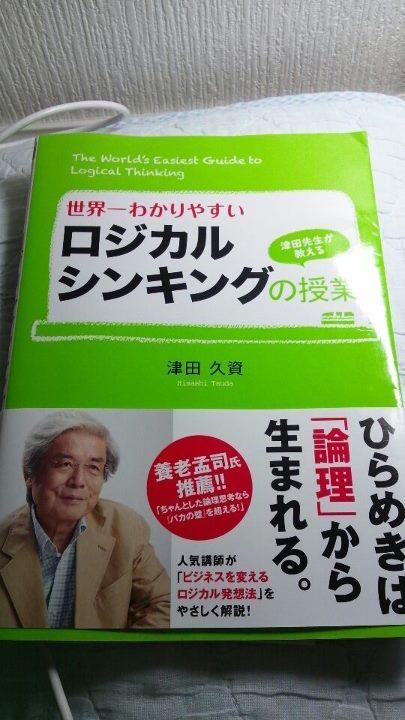 The World's Easiest Guide to
Logical Thinking
世界一わかりやすい
津田先生が
教える
ロジカル
シンキングの授業
津田 久資
Hisashi Tsuda
ひらめきは
「論理」から
生まれる。
養老孟司氏
推薦!!
「ちゃんとした論理思考なら
『バカの壁』を超える!」
人気講師が
「ビジネスを変える
ロジカル発想法」を
やさしく解説!